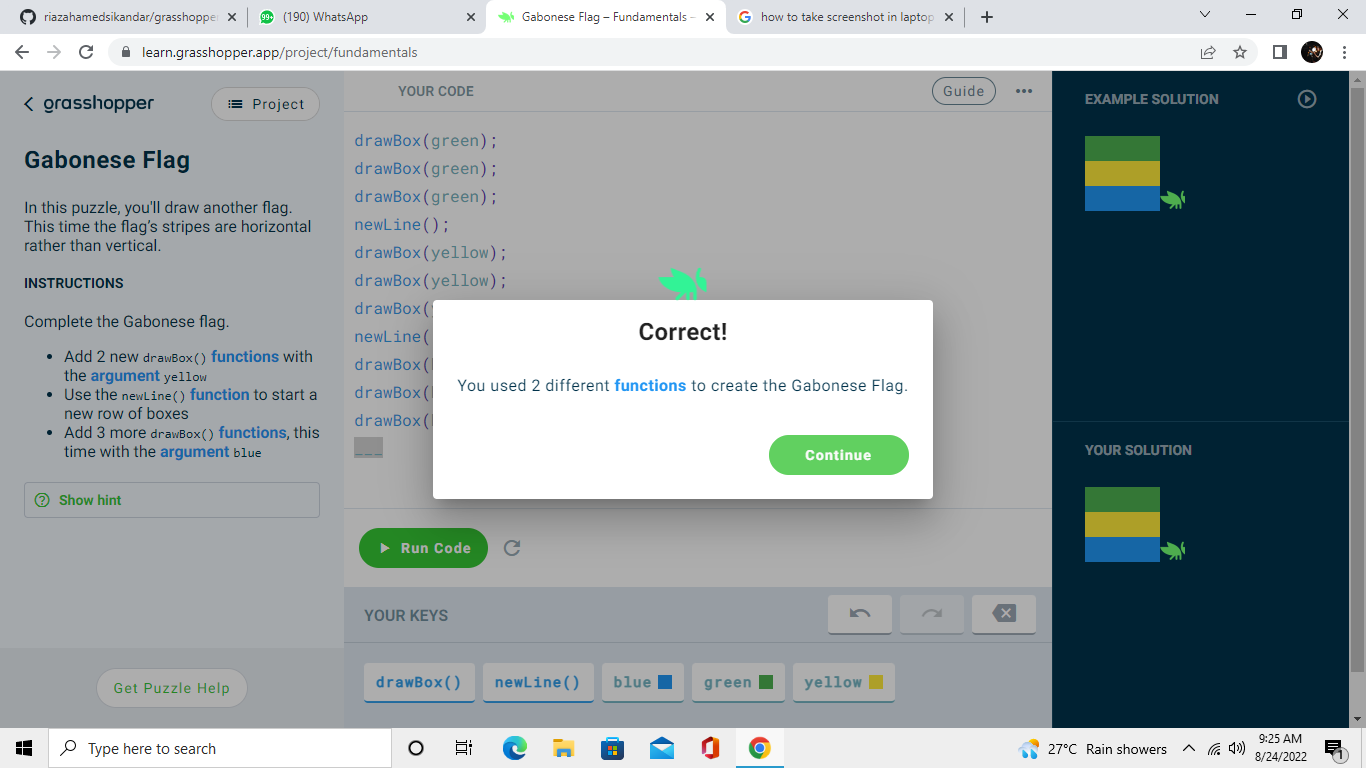 riazahamedsikandar/grasshopper
(190) WhatsApp
Gabonese Flag – Fundamentals –
how to take screenshot in laptop
learn.grasshopper.app/project/fundamentals
grasshopper
Project
Gabonese Flag
In this puzzle, you'll draw another flag.
This time the flag’s stripes are horizontal
rather than vertical.
INSTRUCTIONS
Complete the Gabonese flag.
• Add 2 new drawBox() functions with
the argument yellow
• Use the newLine() function to start a
new row of boxes
• Add 3 more drawBox() functions, this
time with the argument blue
Show hint
Get Puzzle Help
YOUR CODE
Guide
drawBox(green);
drawBox(green);
drawBox(green);
newLine();
drawBox(yellow);
drawBox(yellow);
drawBox(
newLine(
drawBox(
drawBox(
drawBox(
___
Correct!
You used 2 different functions to create the Gabonese Flag.
Continue
Run Code
YOUR KEYS
drawBox()
newLine()
blue
green
yellow
EXAMPLE SOLUTION
YOUR SOLUTION
Type here to search
27°C Rain showers
9:25 AM
8/24/2022
1